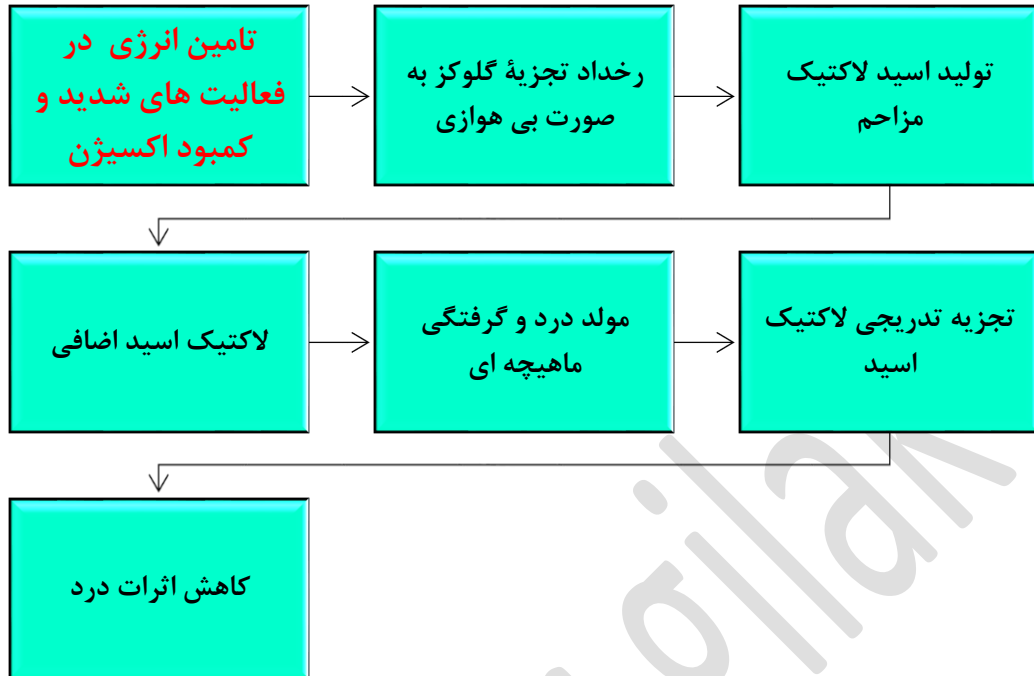 تامین انرژی در
فعالیت های شدید و
کمبود اکسیژن
رخداد تجزیۀ گلوکز به
صورت بی هوازی
تولید اسید لاکتیک
مزاحم
لاکتیک اسید اضافی
مولد درد و گرفتگی
ماهیچه ای
تجزیه تدریجی لاکتیک
اسید
کاهش اثرات درد